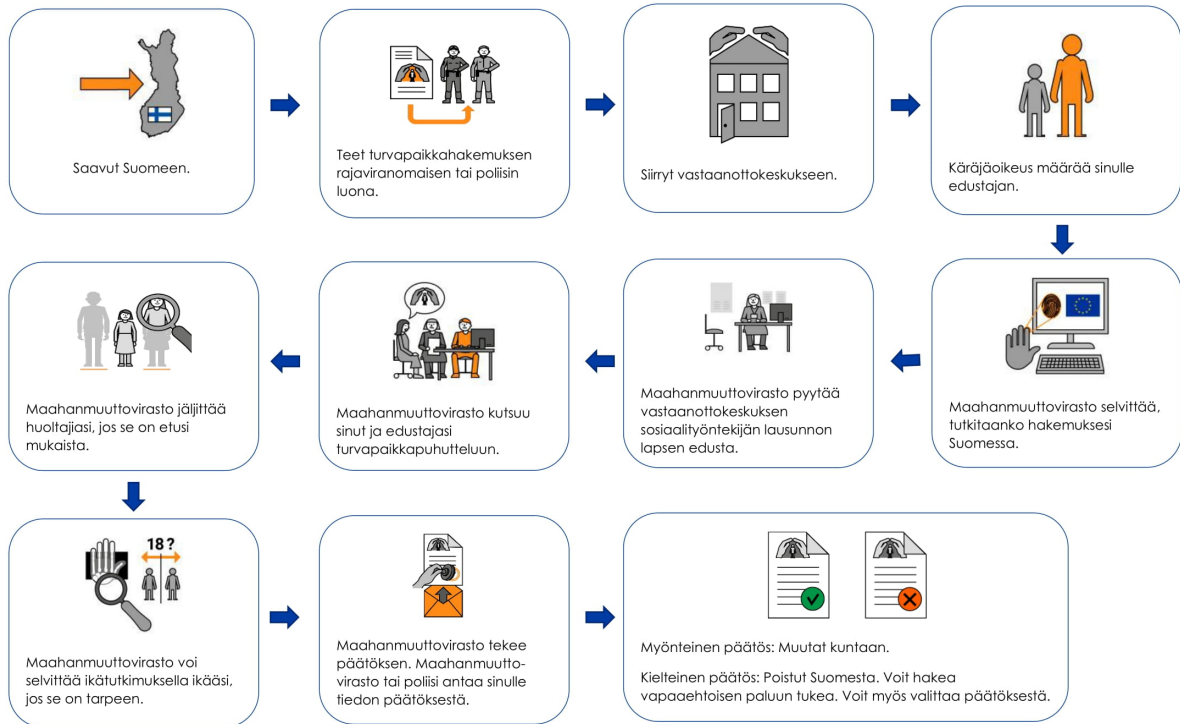 Saavut Suomeen.
Teet turvapaikkahakemuksen
rajaviranomaisen tai poliisin
luona.
Siirryt vastaanottokeskukseen.
Käräjäoikeus määrää sinulle
edustajan.
Maahanmuuttovirasto selvittää,
tutkitaanko hakemuksesi
Suomessa.
Maahanmuuttovirasto pyytää
vastaanottokeskuksen
sosiaalityöntekijän lausunnon
lapsen edusta.
Maahanmuuttovirasto kutsuu
sinut ja edustajasi
turvapaikkapuhutteluun.
Maahanmuuttovirasto jäljittää
huoltajiasi, jos se on etusi
mukaista.
18 ?
Maahanmuuttovirasto voi
selvittää ikätutkimuksella ikääsi,
jos se on tarpeen.
Maahanmuuttovirasto tekee
päätöksen. Maahanmuutto-
virasto tai poliisi antaa sinulle
tiedon päätöksestä.
Myönteinen päätös: Muutat kuntaan.
Kielteinen päätös: Poistut Suomesta. Voit hakea
vapaaehtoisen paluun tukea. Voit myös valittaa päätöksestä.